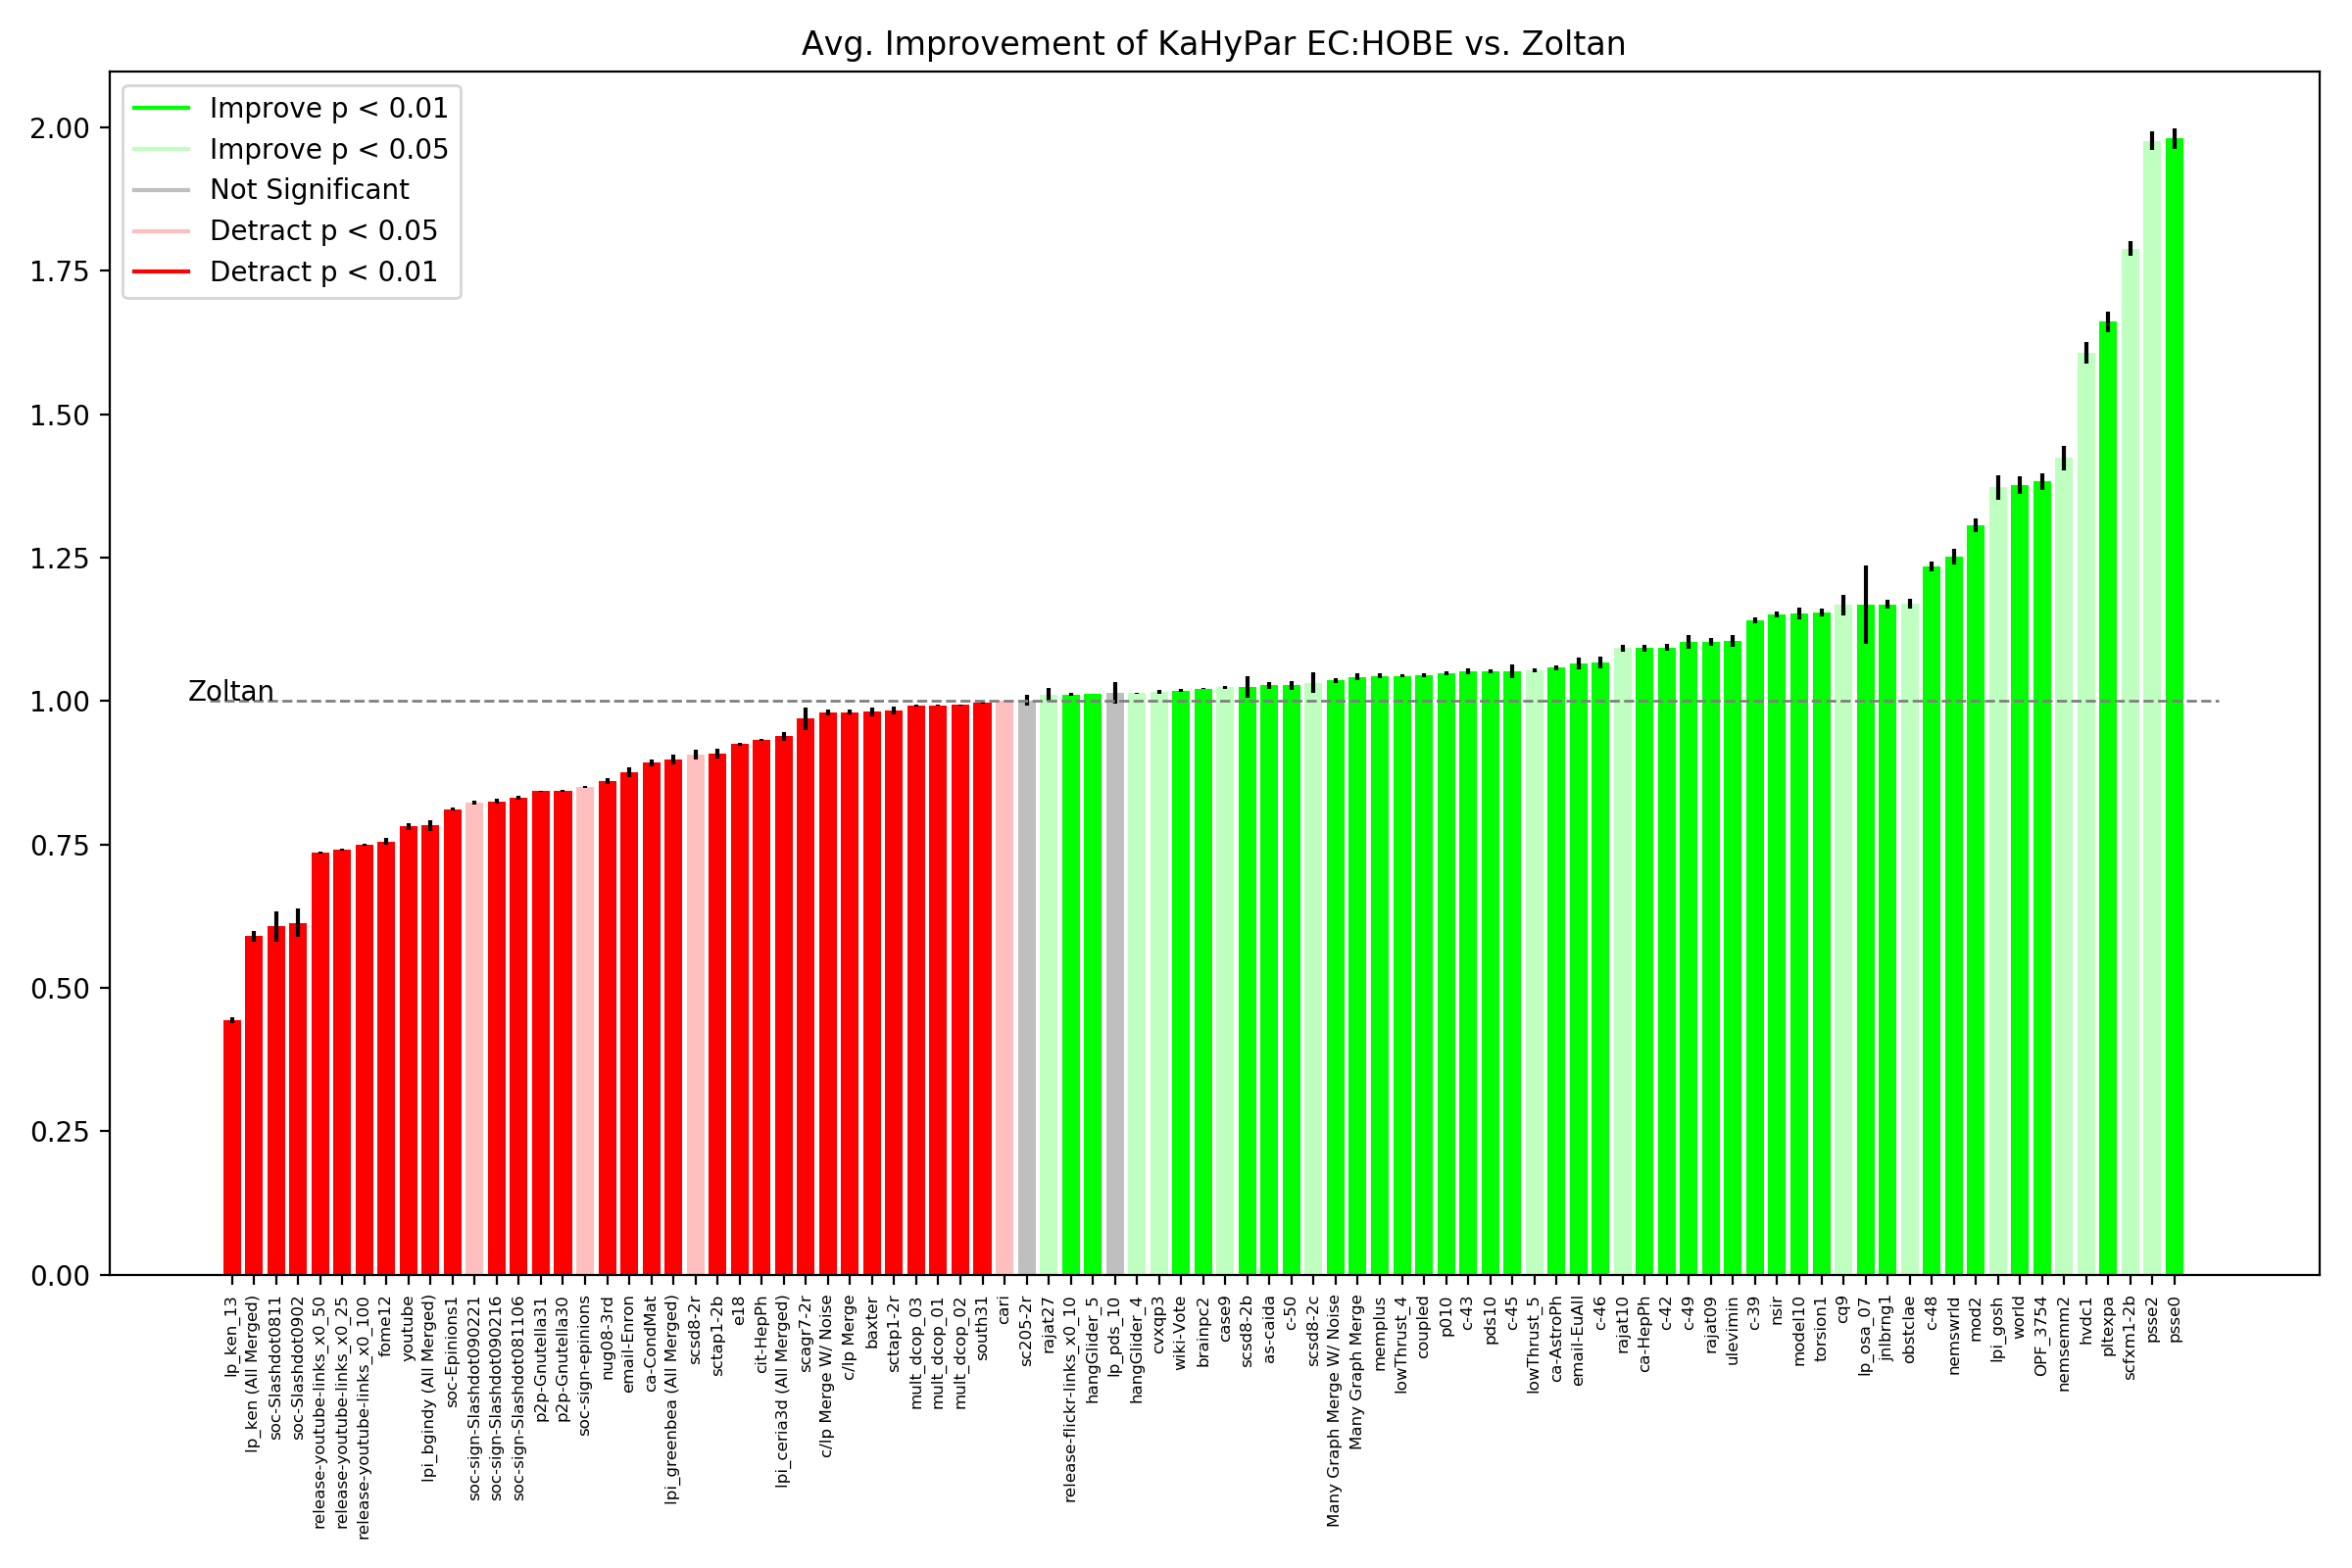 Avg. Improvement of KaHyPar EC:HOBE vs. Zoltan
Improve p < 0.01
Improve p < 0.05
Not Significant
Detract p < 0.05
Detract p < 0.01
2.00
1.75
1.50
1.25
1.00
0.75
0.50
0.25
0.00
Zoltan
lp_ken_13
lp_ken (All Merged)
soc-Slashdot0811
soc-Slashdot0902
release-youtube-links_x0_50
release-youtube-links_x0_25
release-youtube-links_x0_100
fome12
youtube
lpi_bgindy (All Merged)
soc-Epinions1
soc-sign-Slashdot090221
soc-sign-Slashdot090216
soc-sign-Slashdot081106
p2p-Gnutella31
p2p-Gnutella30
soc-sign-epinions
nug08-3rd
email-Enron
ca-CondMat
lpi_greenbea (All Merged)
scsd8-2r
sctap1-2b
e18
cit-HepPh
lpi_ceria3d (All Merged)
scagr7-2r
c/lp Merge W/ Noise
c/lp Merge
baxter
sctap1-2r
mult_dcop_03
mult_dcop_01
mult_dcop_02
south31
cari
sc205-2r
rajat27
release-flickr-links_x0_10
hangGlider_5
lp_pds_10
hangGlider_4
cvxqp3
wiki-Vote
brainpc2
case9
scsd8-2b
as-caida
c-50
scsd8-2c
Many Graph Merge W/ Noise
Many Graph Merge
memplus
lowThrust_4
coupled
p010
c-43
pds10
c-45
lowThrust_5
ca-AstroPh
email-EuAll
c-46
rajat10
ca-HepPh
c-42
c-49
rajat09
ulevimin
c-39
nsir
model10
torsion1
cq9
lp_osa_07
jnlbrng1
obstclae
c-48
nemswrld
mod2
lpi_gosh
world
OPF_3754
nemsemm2
hvdc1
pltexpa
scfxm1-2b
psse2
psse0